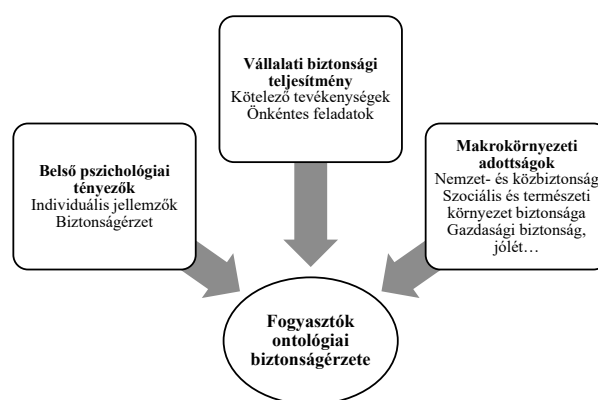 Vállalati biztonsági
teljesítmény
Kötelező tevékenységek
Önkéntes feladatok
Belső pszichológiai
tényezők
Individuális jellemzők
Biztonságérzet
Makrokörnyezeti
adottságok
Nemzet- és közbiztonság
Szociális és természeti
környezet biztonsága
Gazdasági biztonság,
jólét…
Fogyasztók
ontológiai
biztonságérzete